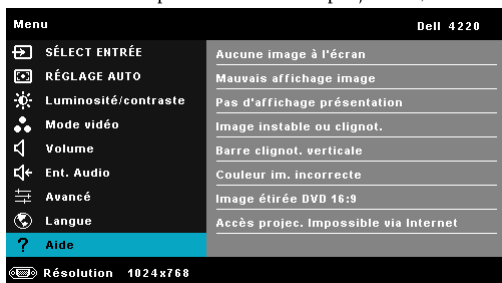 Menu
Dell 4220
SÉLECT ENTRÉE
RÉGLAGE AUTO
Luminosité/contraste
Mode vidéo
Volume
Ent. Audio
Avancé
Langue
? Aide
Aucune image à l'écran
Mauvais affichage image
Pas d'affichage présentation
Image instable ou clignot.
Barre clignot. verticale
Couleur im. incorrecte
Image étirée DVD 16:9
Accès projec. Impossible via Internet
Résolution 1024x768